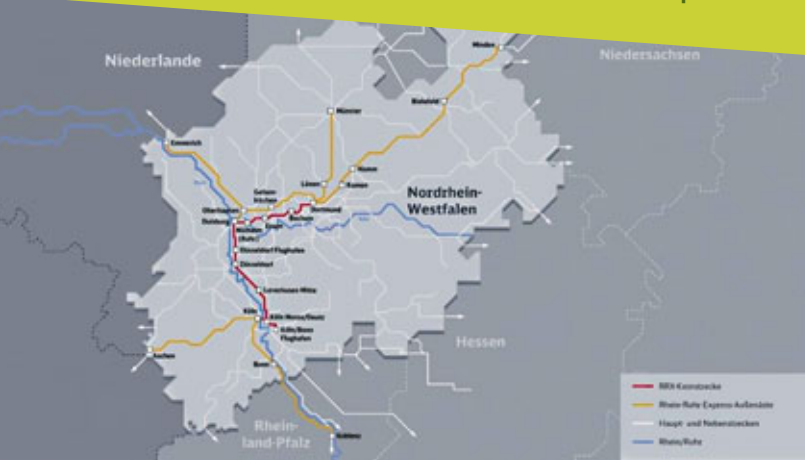 Minden
Niederlande
Niedersachsen
Bielefeld
Münster
Emmerich
Hamm
Lünen
Kamen
Nordrhein-
Westfalen
Gelsen-
kirchen
Oberhausen
Dortmund
Duisburg
Bochum
Essen
Mülheim
(Ruhr)
Düsseldorf Flughafen
Düsseldorf
Leverkusen-Mitte
Köln
Köln Messe/Deutz
Köln/Bonn
Flughafen
Hessen
Aachen
Bonn
RRX-Kernstrecke
Rhein-Ruhr-Express-Außenäste
Haupt- und Nebenstrecken
Rhein/Ruhr
Rhein-
land-Pfalz
Koblenz